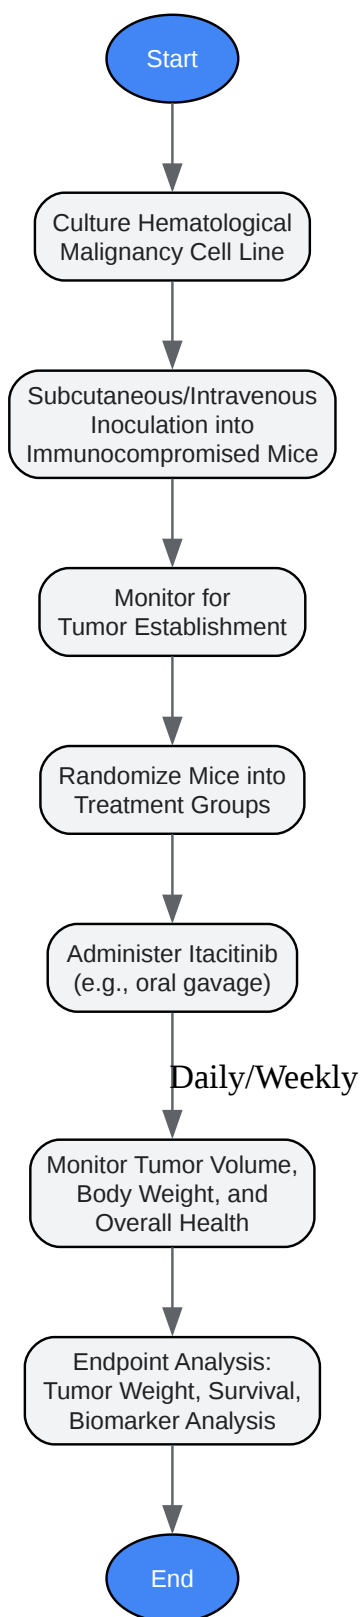 Start
Culture Hematological
Malignancy Cell Line
Subcutaneous/Intravenous
Inoculation into
Immunocompromised Mice
Monitor for
Tumor Establishment
Randomize Mice into
Treatment Groups
Administer Itacitinib
(e.g., oral gavage)
Daily/Weekly
Monitor Tumor Volume,
Body Weight, and
Overall Health
Endpoint Analysis:
Tumor Weight, Survival,
Biomarker Analysis
End